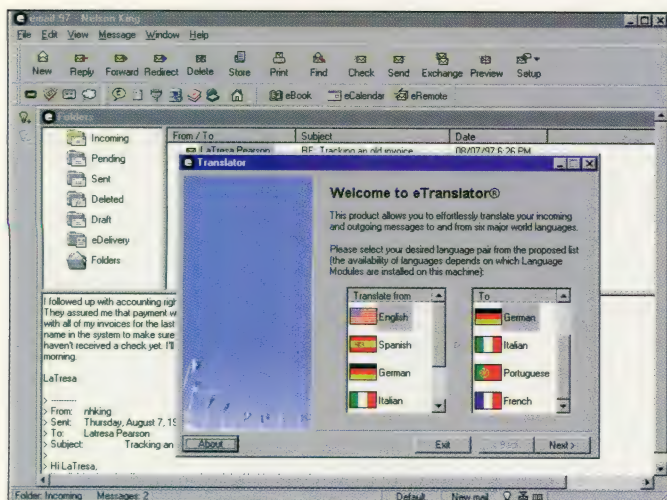 email 97 - Nelson King
File Edit View Message Window Help
New Reply Forward Redirect Delete Store Print Find Check Send Exchange Preview Setup
eBook eCalendar eRemote
Folders
Incoming
Pending
Sent
Deleted
Draft
eDelivery
Folders
From / To Subject Date
LaTresa Pearson RE: Tracking an old invoice 08/07/97 6:26 PM
Translator
Welcome to eTranslator®
This product allows you to effortlessly translate your incoming
and outgoing messages to and from six major world languages.
Please select your desired language pair from the proposed list
(the availability of languages depends on which Language
Modules are installed on this machine):
Translate from
English
Spanish
German
Italian
To
German
Italian
Portuguese
French
About Exit < Back Next >
I followed up with accounting righ
They assured me that payment w
with all of my invoices for the last
name in the system to make sure
haven't received a check yet. I'll
morning.
LaTresa
> ----------
> From: nhking
> Sent: Thursday, August 7, 19
> To: Latresa Pearson
> Subject: Tracking an
>
> Hi LaTresa,
Folder: Incoming Messages: 2 Default New mail